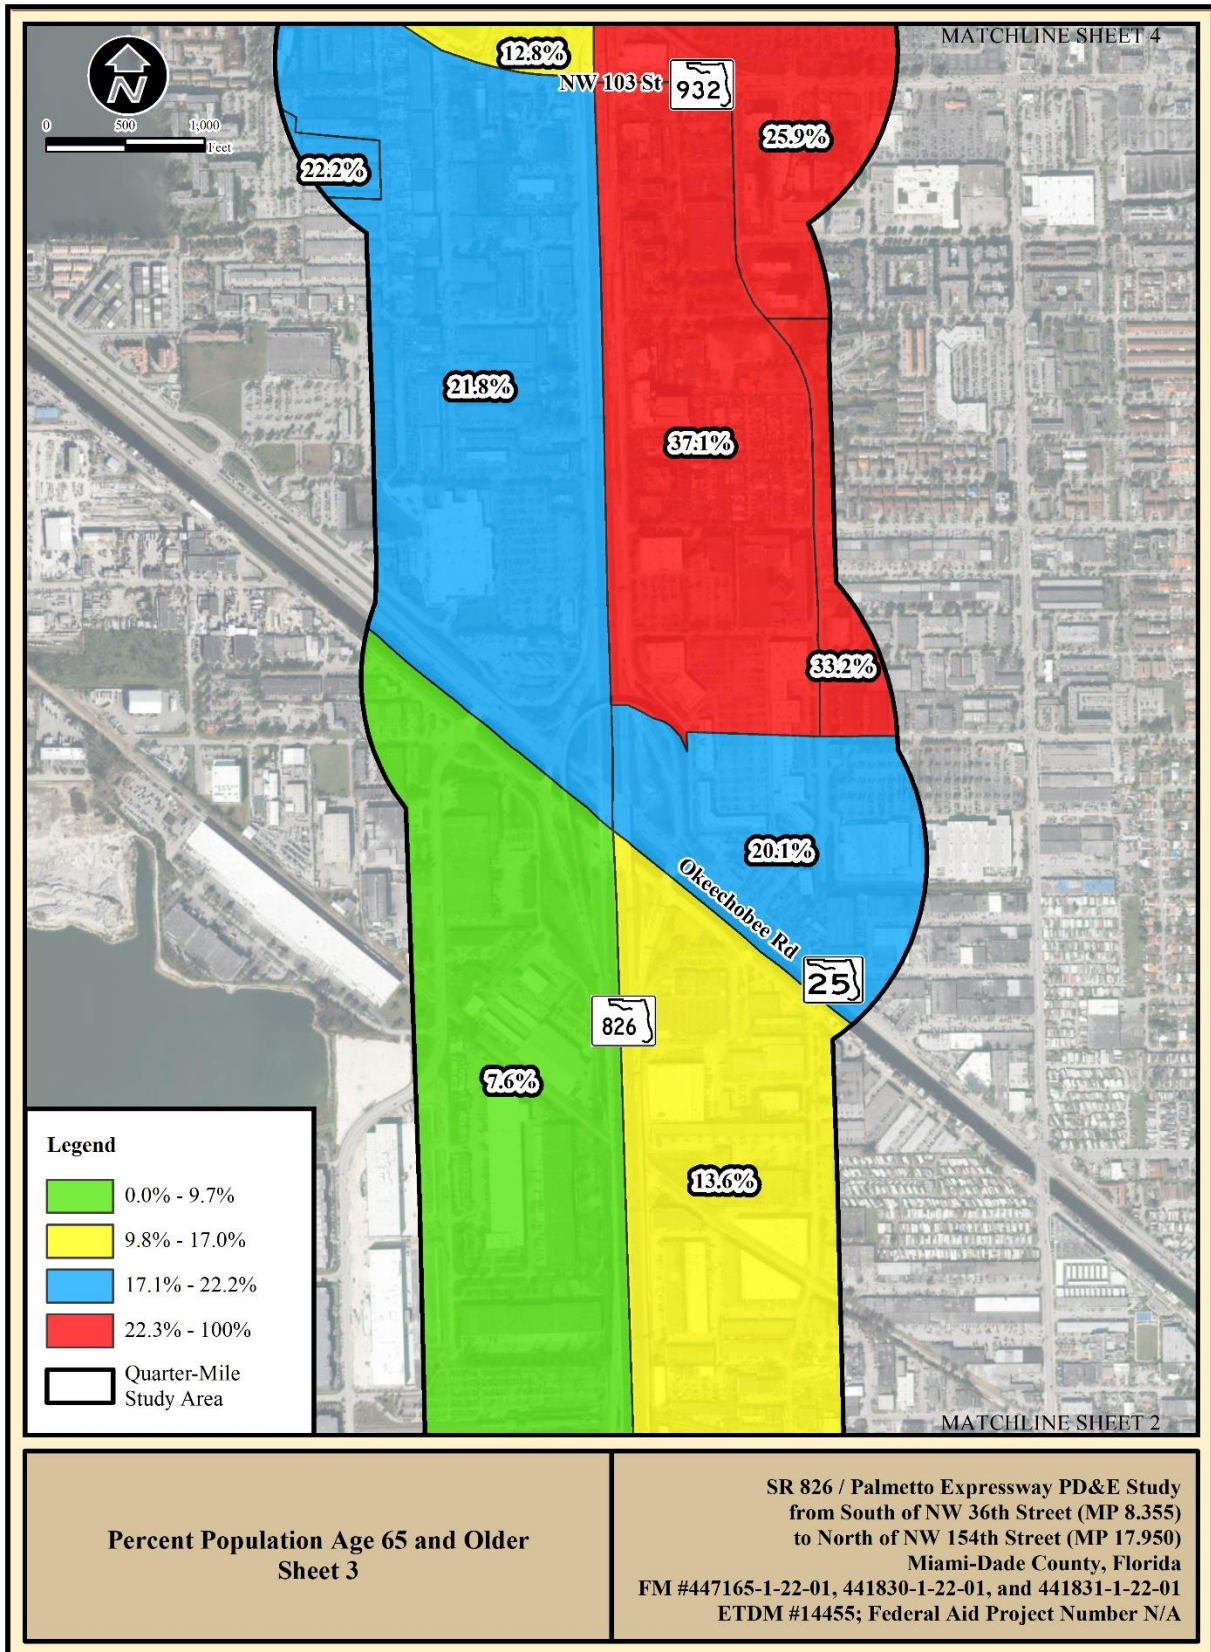 MATCHLINE SHEET 4
12.8%
NW 103 St
932
N
0 500 1,000
Feet
25.9%
22.2%
21.8%
37.1%
33.2%
20.1%
Okeechobee Rd
25
826
7.6%
13.6%
Legend
0.0% - 9.7%
9.8% - 17.0%
17.1% - 22.2%
22.3% - 100%
Quarter-Mile
Study Area
MATCHLINE SHEET 2
Percent Population Age 65 and Older
Sheet 3
SR 826 / Palmetto Expressway PD&E Study
from South of NW 36th Street (MP 8.355)
to North of NW 154th Street (MP 17.950)
Miami-Dade County, Florida
FM #447165-1-22-01, 441830-1-22-01, and 441831-1-22-01
ETDM #14455; Federal Aid Project Number N/A